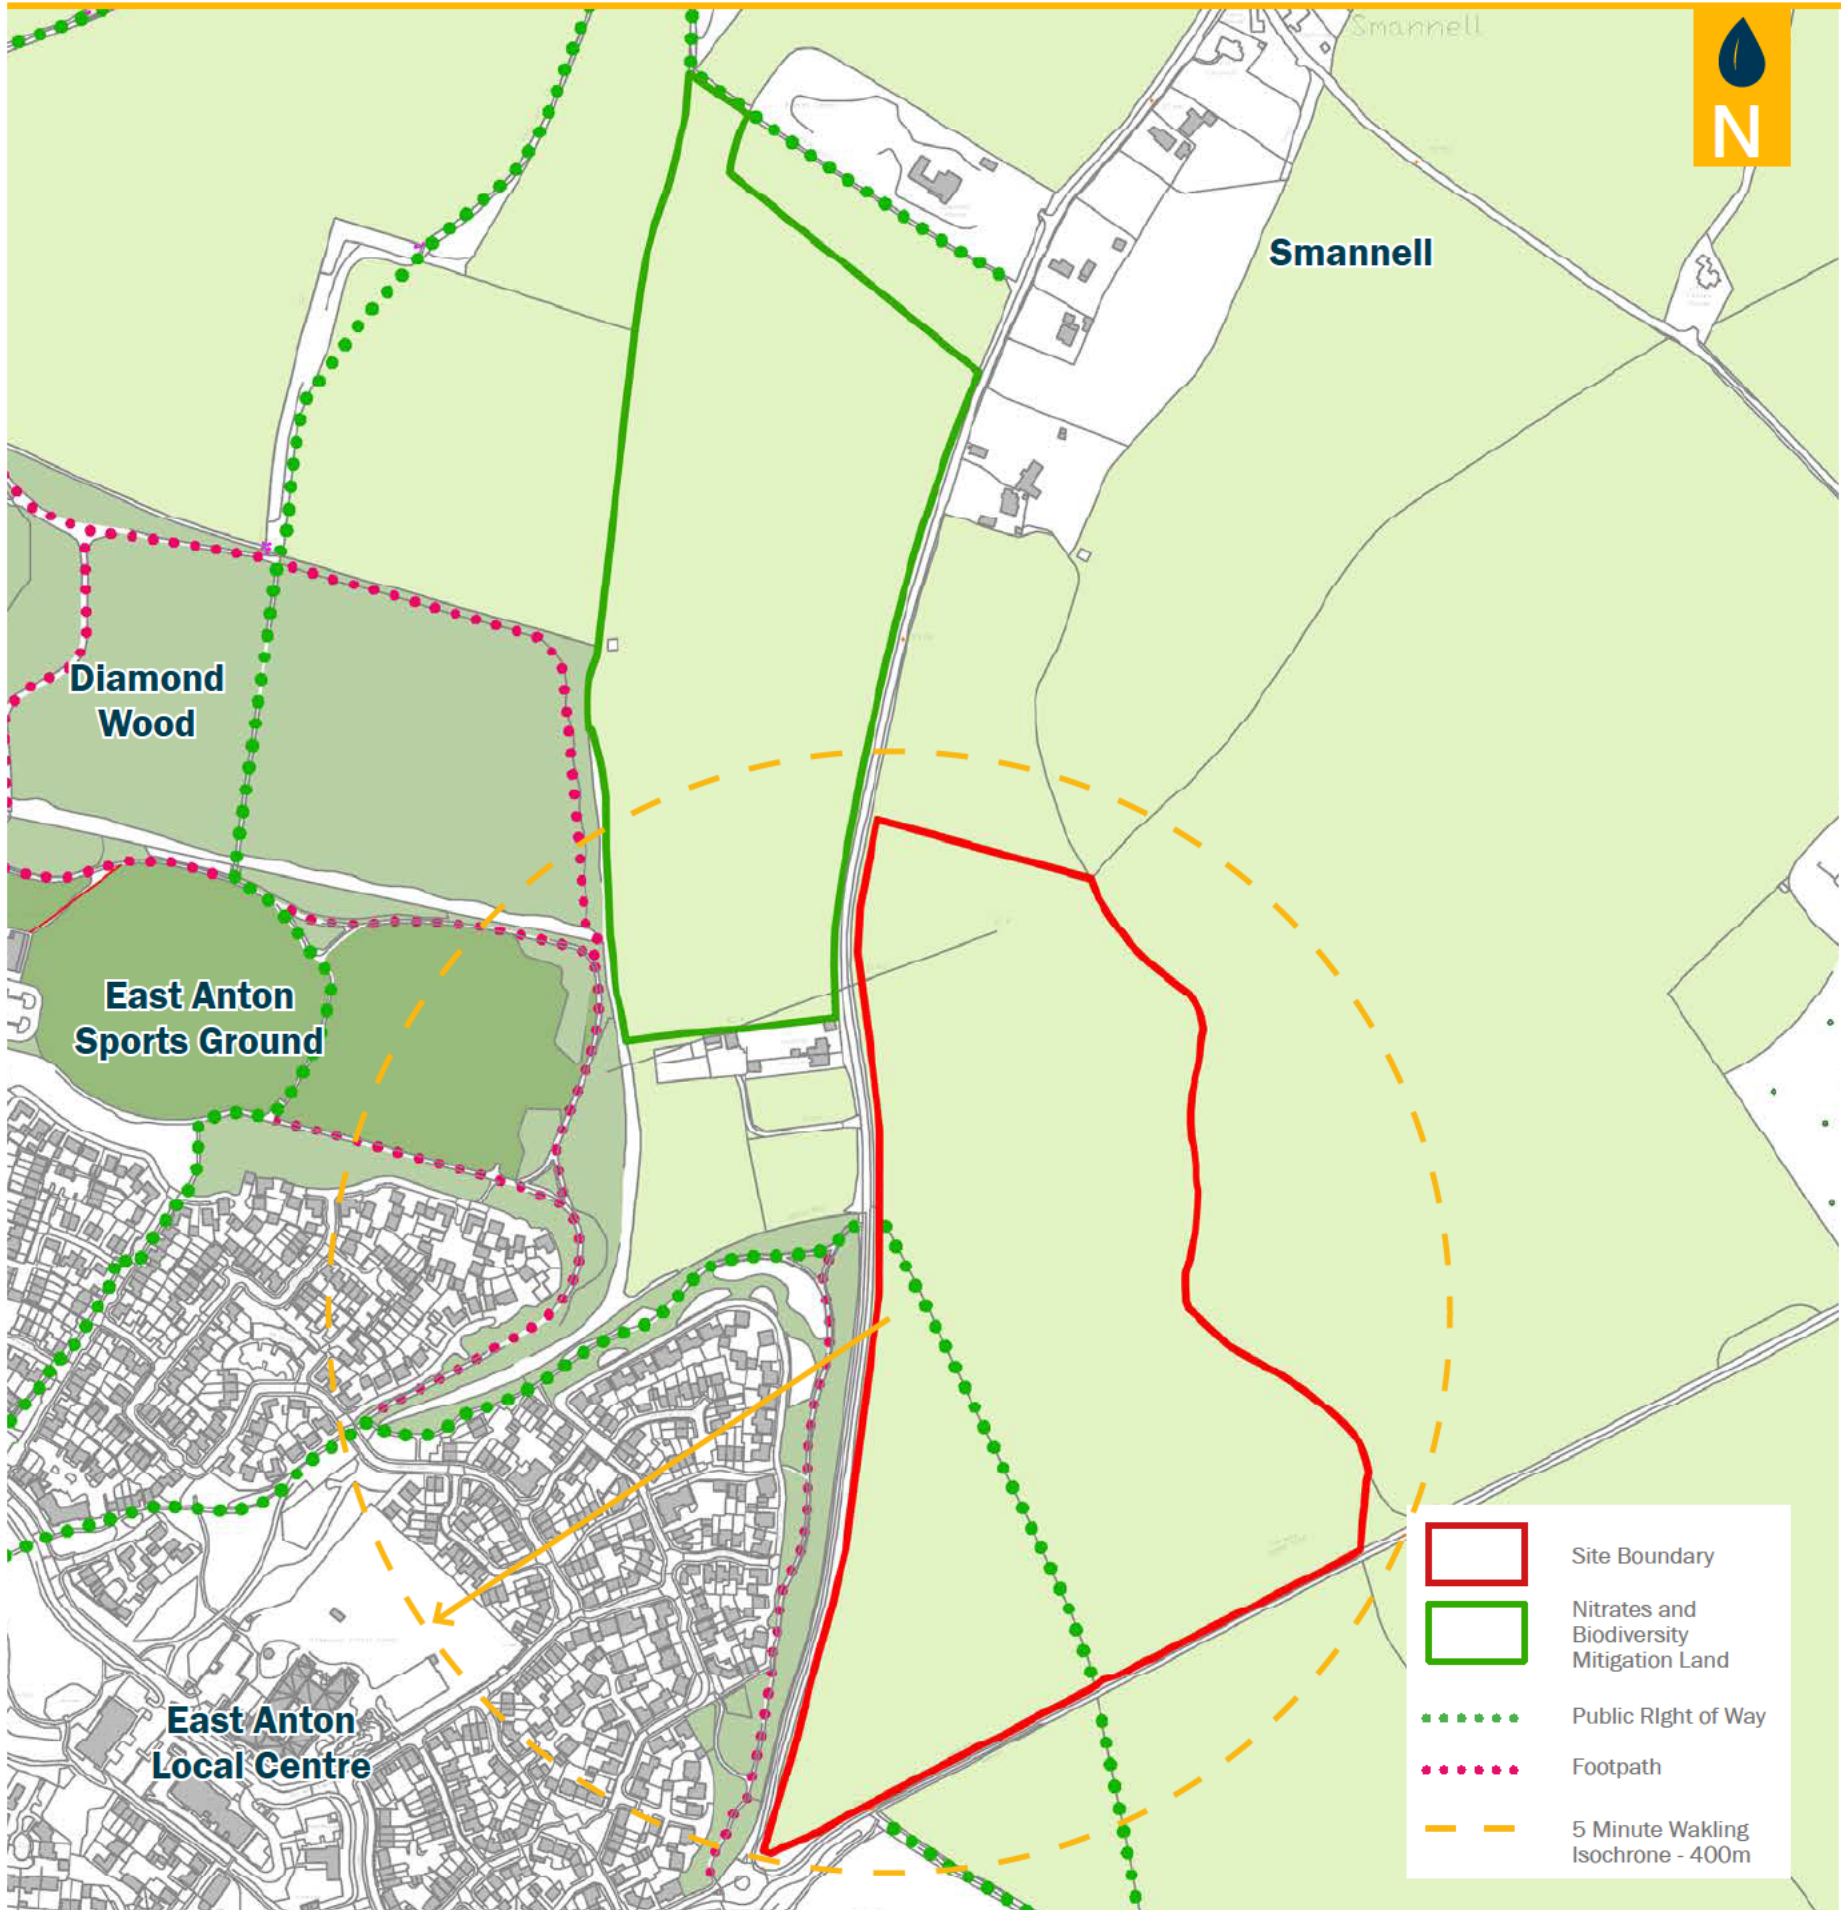 Smannell
N
Smannell
Diamond
Wood
East Anton
Sports Ground
East Anton
Local Centre
Site Boundary
Nitrates and
Biodiversity
Mitigation Land
Public RIght of Way
Footpath
5 Minute Wakling
Isochrone - 400m